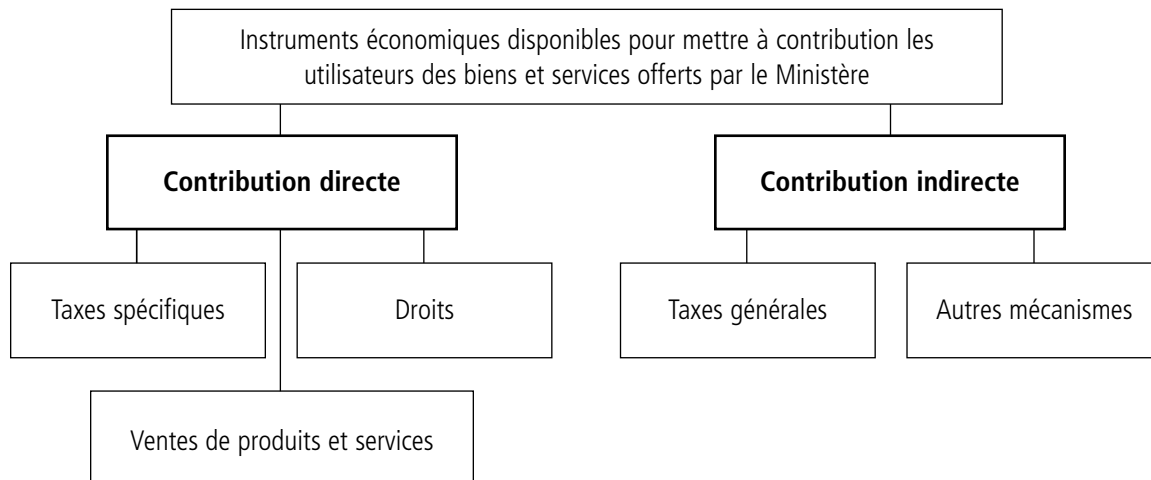 Instruments économiques disponibles pour mettre à contribution les
utilisateurs des biens et services offerts par le Ministère
Contribution directe
Contribution indirecte
Taxes spécifiques
Droits
Taxes générales
Autres mécanismes
Ventes de produits et services